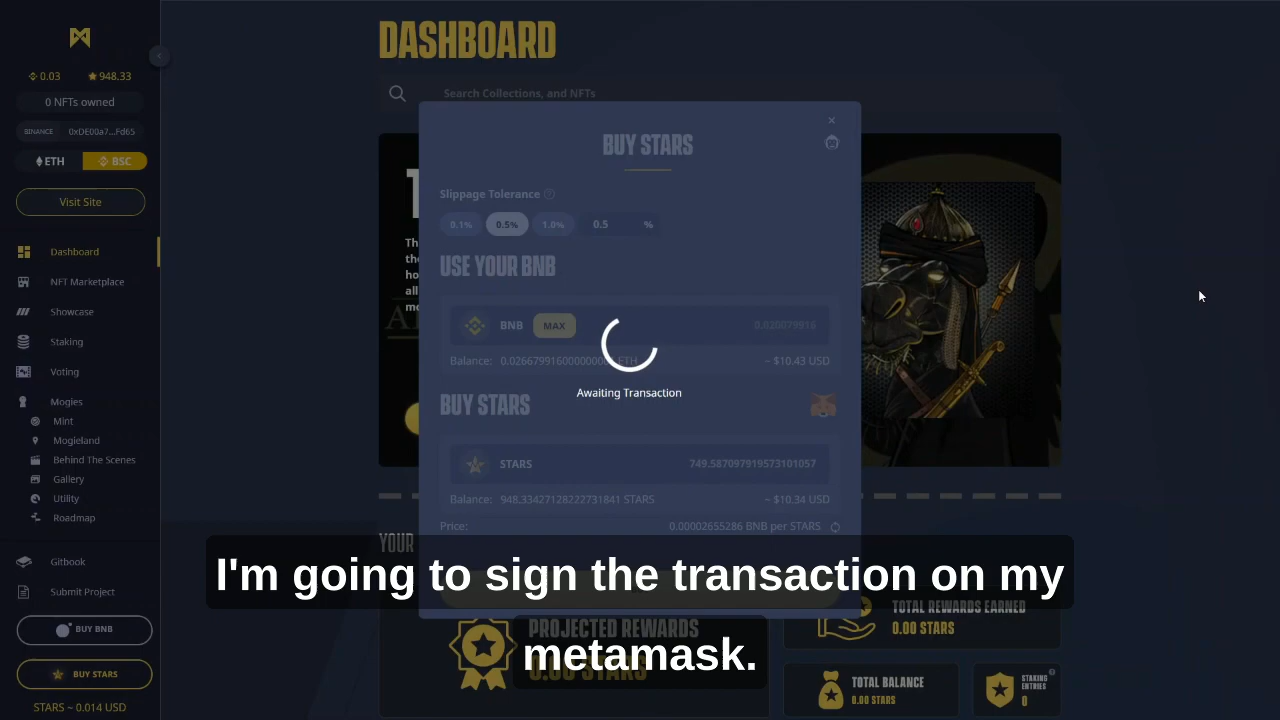 0.03
948.33
0 NFTs owned
BINANCE
0xDE00a7...Fd65
ETH
BSC
Visit Site
Dashboard
NFT Marketplace
Showcase
Staking
Voting
Mogies
Mint
Mogieland
Behind The Scenes
Gallery
Utility
Roadmap
Gitbook
Submit Project
BUY BNB
BUY STARS
STARS ~ 0.014 USD
DASHBOARD
Search Collections, and NFTs
BUY STARS
Slippage Tolerance
0.1%
0.5%
1.0%
0.5
%
USE YOUR BNB
BNB
MAX
0.020079916
~ $10.43 USD
Awaiting Transaction
BUY STARS
STARS
749.587097919573101057
Balance: 948.33427128222731841 STARS
~ $10.34 USD
Price:
0.00002655286 BNB per STARS
YOUR
I'm going to sign the transaction on my
metamask.
PROJECTED REWARDS
0.00 STARS
TOTAL REWARDS EARNED
0.00 STARS
TOTAL BALANCE
0.00 STARS
STAKING
ENTRIES
0